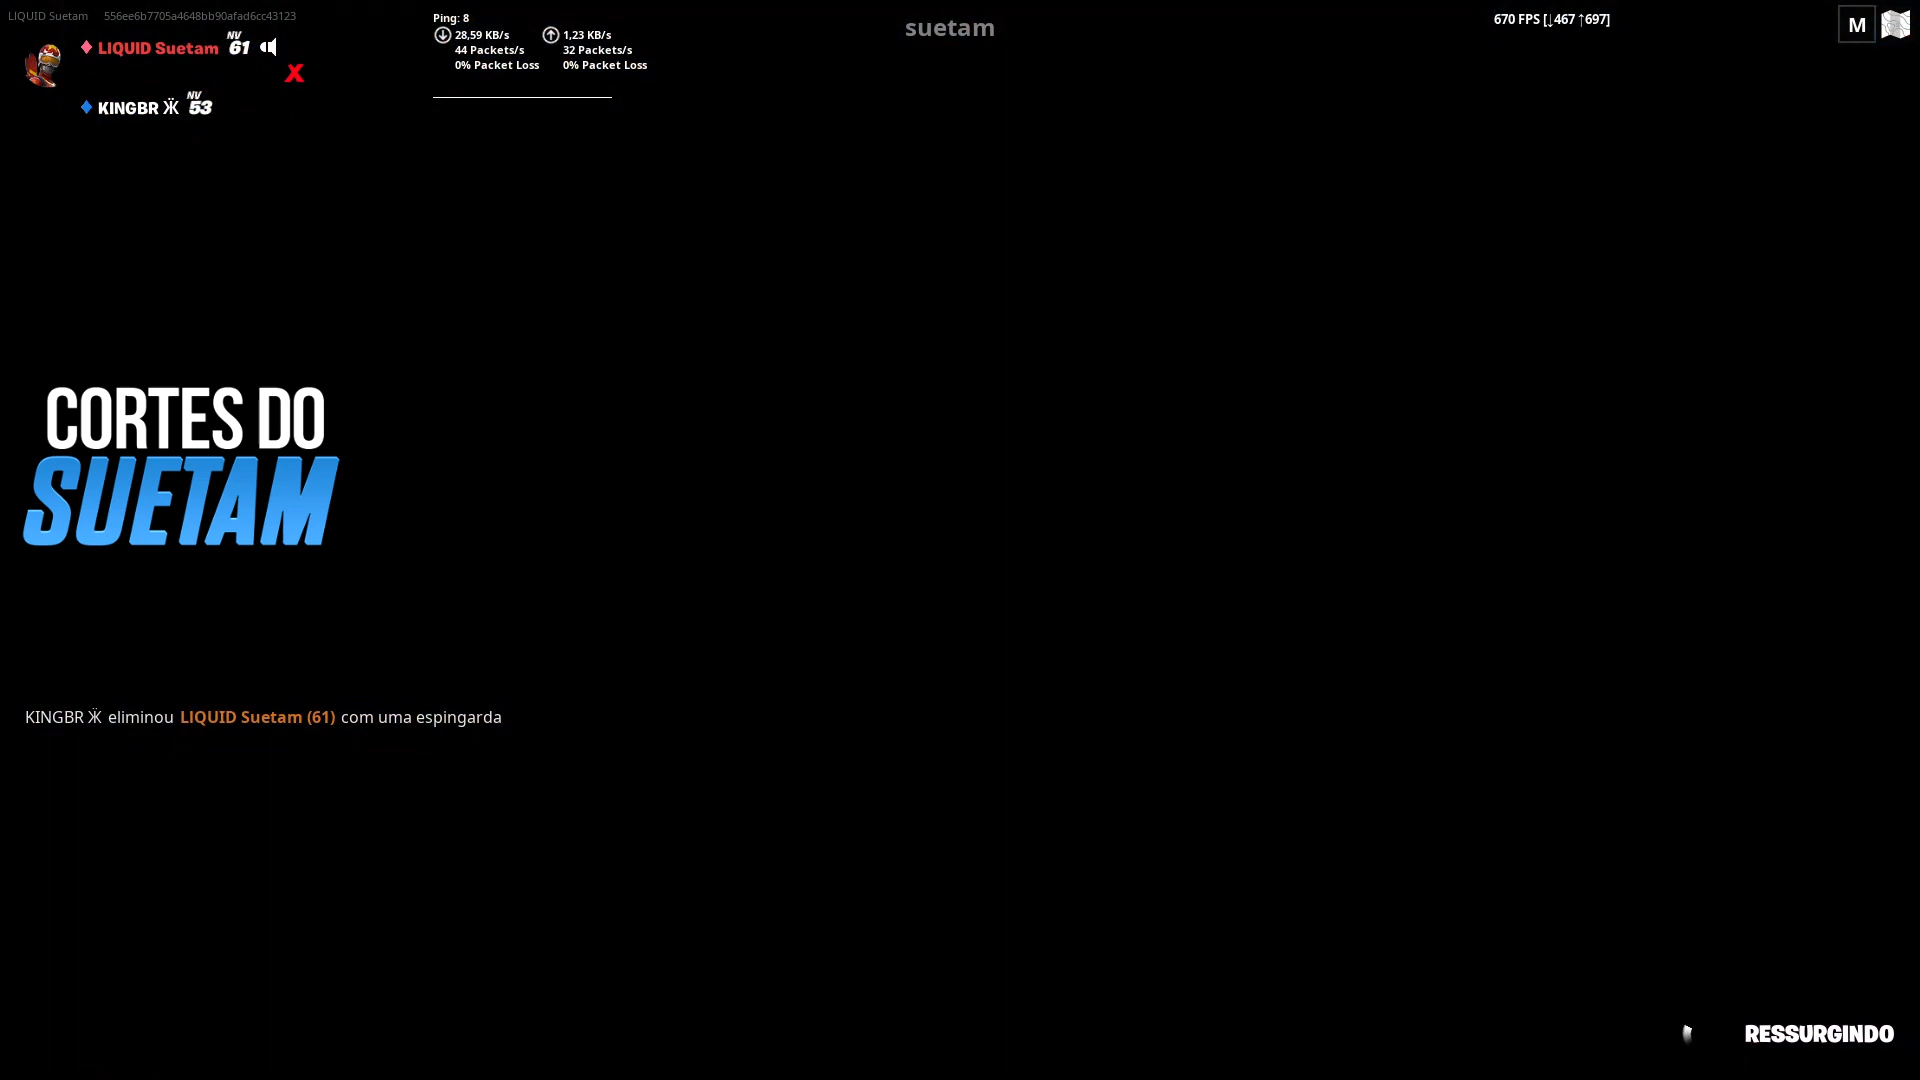 LIQUID Suetam 556ee6b7705a4648bb90afad6cc43123
LIQUID Suetam NV 61
X
KINGBR Ӝ NV 53
Ping: 8
28,59 KB/s 1,23 KB/s
44 Packets/s 32 Packets/s
0% Packet Loss 0% Packet Loss
suetam
670 FPS [↓467 ↑697]
M
CORTES DO
SUETAM
KINGBR Ӝ eliminou LIQUID Suetam (61) com uma espingarda
RESSURGINDO